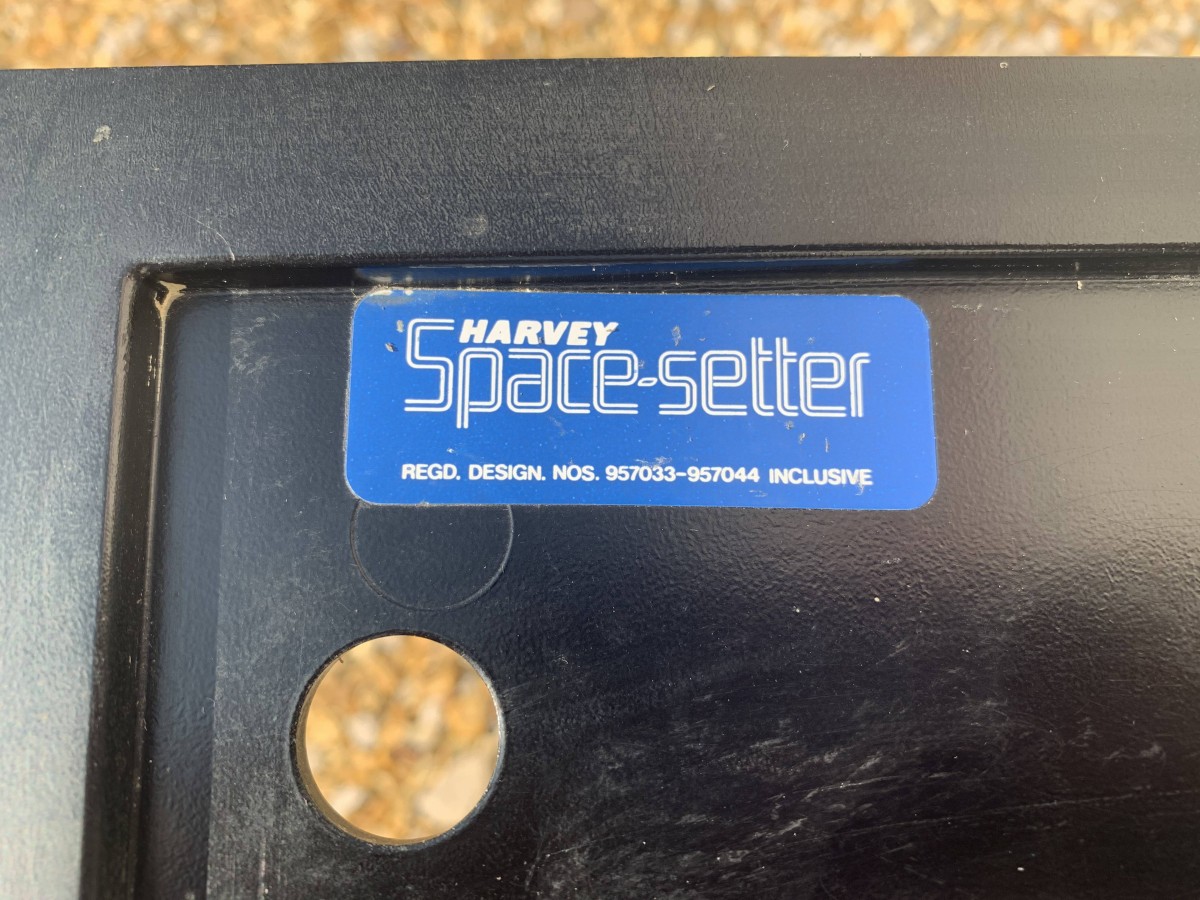 HARVEY
Space-setter
REGD. DESIGN. NOS. 957033-957044 INCLUSIVE